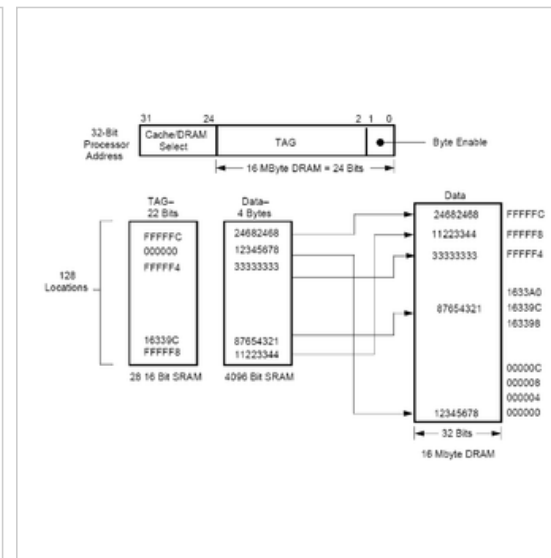 31 24 2 1 0
32-Bit
Processor
Address
Cache/DRAM
Select
TAG
Byte Enable
16 MByte DRAM = 24 Bits
TAG=
22 Bits
Data=
4 Bytes
Data
128
Locations
FFFFFC
000000
FFFFF4
16339C
FFFFF8
28 16 Bit SRAM
24682468
12345678
33333333
87654321
11223344
4096 Bit SRAM
24682468 FFFFFC
11223344 FFFFF8
33333333 FFFFF4
1633A0
87654321 16339C
163398
00000C
000008
000004
12345678 000000
32 Bits
16 Mbyte DRAM